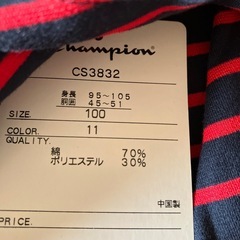 Champion
CS3832
身長 95～105
胴囲 45～51
SIZE. 100
COLOR. 11
QUALITY.
綿 70%
ポリエステル 30%
中国製
PRICE.